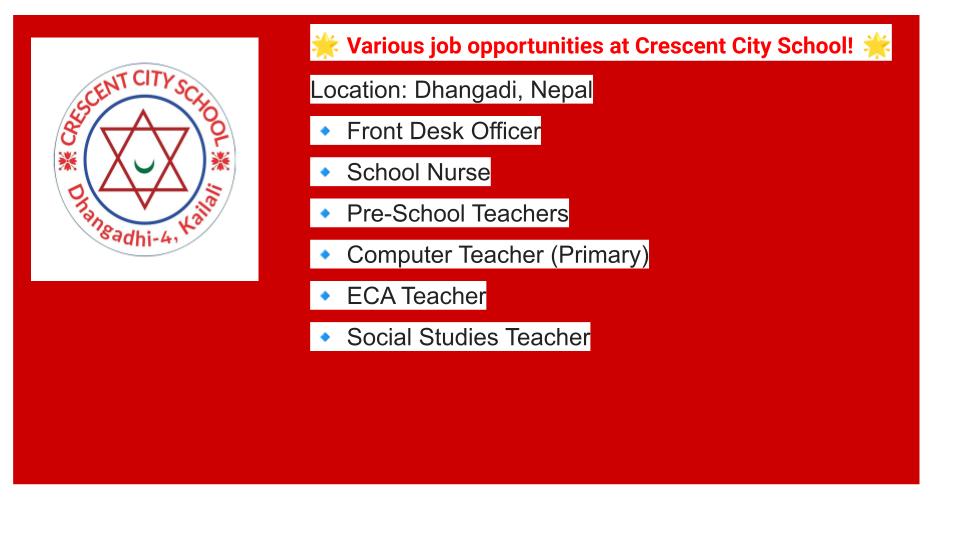 CRESCENT CITY SCHOOL
Dhangadhi-4, Kailali
🌟 Various job opportunities at Crescent City School! 🌟
Location: Dhangadi, Nepal
🔹 Front Desk Officer
🔹 School Nurse
🔹 Pre-School Teachers
🔹 Computer Teacher (Primary)
🔹 ECA Teacher
🔹 Social Studies Teacher